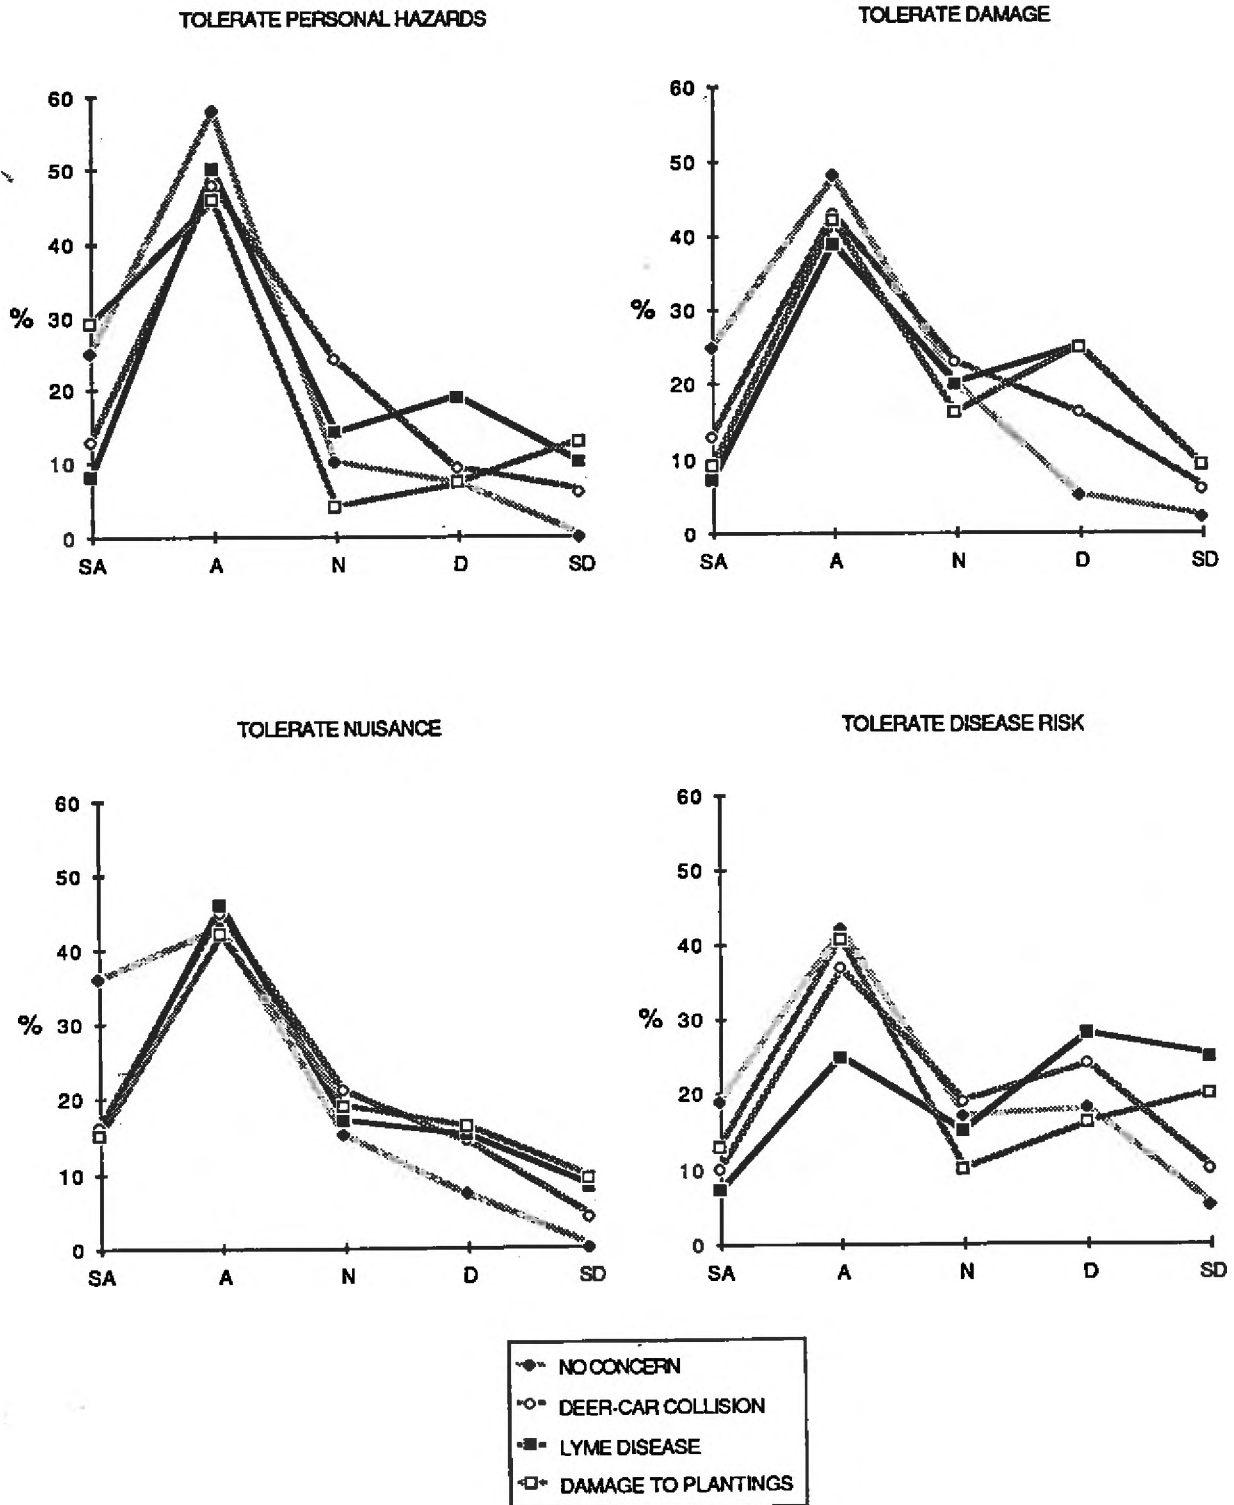 TOLERATE PERSONAL HAZARDS
60
50
40
% 30
20
10
0
SA A N D SD
TOLERATE DAMAGE
60
50
40
% 30
20
10
0
SA A N D SD
TOLERATE NUISANCE
60
50
40
% 30
20
10
0
SA A N D SD
TOLERATE DISEASE RISK
60
50
40
% 30
20
10
0
SA A N D SD
NO CONCERN
DEER-CAR COLLISION
LYME DISEASE
DAMAGE TO PLANTINGS